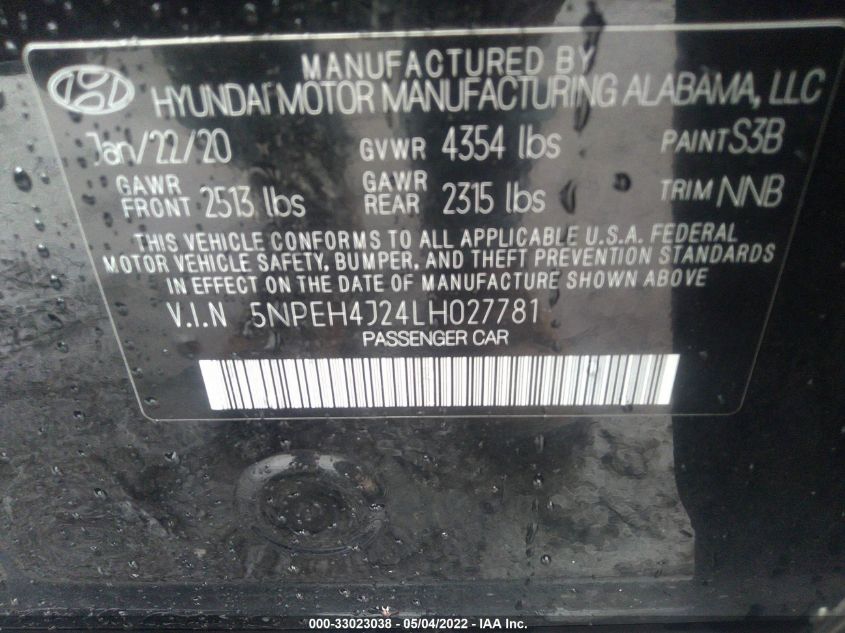 MANUFACTURED BY
HYUNDAI MOTOR MANUFACTURING ALABAMA, LLC
Jan/22/20 GVWR 4354 lbs PAINT S3B
GAWR FRONT 2513 lbs GAWR REAR 2315 lbs TRIM NNB
THIS VEHICLE CONFORMS TO ALL APPLICABLE U.S.A. FEDERAL
MOTOR VEHICLE SAFETY, BUMPER, AND THEFT PREVENTION STANDARDS
IN EFFECT ON THE DATE OF MANUFACTURE SHOWN ABOVE
V.I.N 5NPEH4J24LH027781
PASSENGER CAR
000-33023038 - 05/04/2022 - IAA Inc.